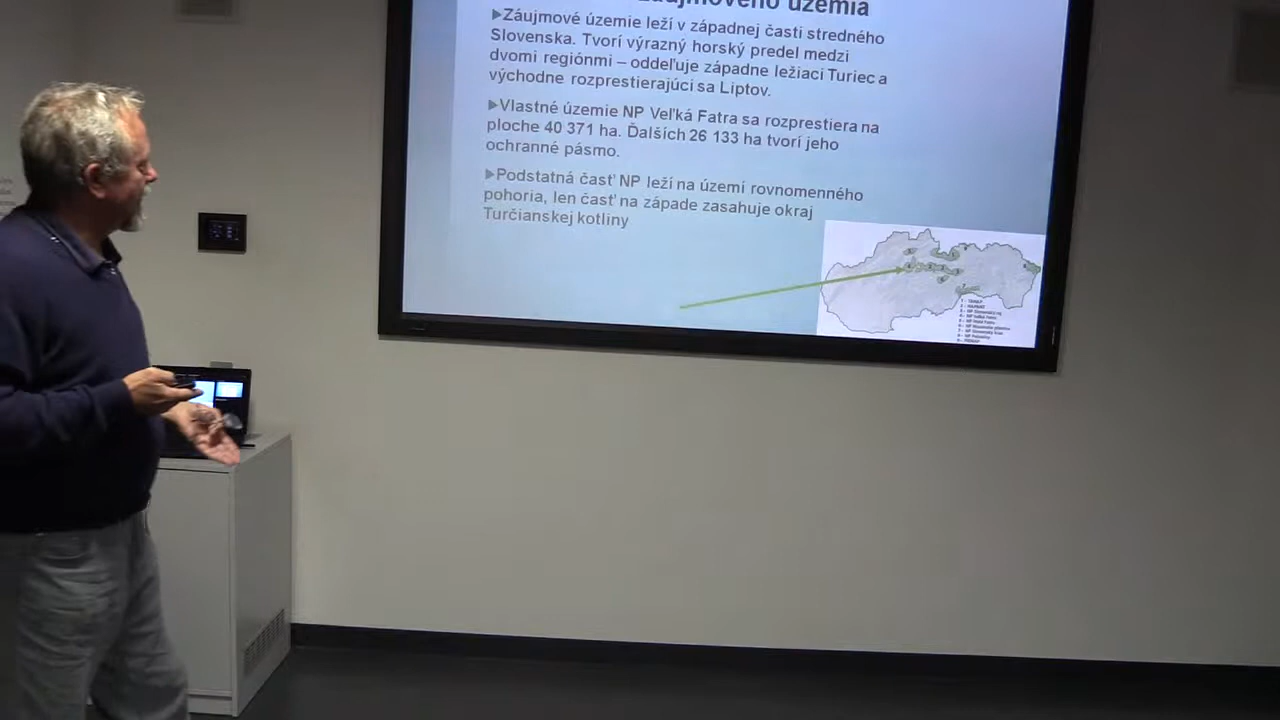 záujmového územia
▶Záujmové územie leží v západnej časti stredného
Slovenska. Tvorí výrazný horský predel medzi
dvomi regiónmi – oddeľuje západne ležiaci Turiec a
východne rozprestierajúci sa Liptov.
▶Vlastné územie NP Veľká Fatra sa rozprestiera na
ploche 40 371 ha. Ďalších 26 133 ha tvorí jeho
ochranné pásmo.
▶Podstatná časť NP leží na území rovnomenného
pohoria, len časť na západe zasahuje okraj
Turčianskej kotliny